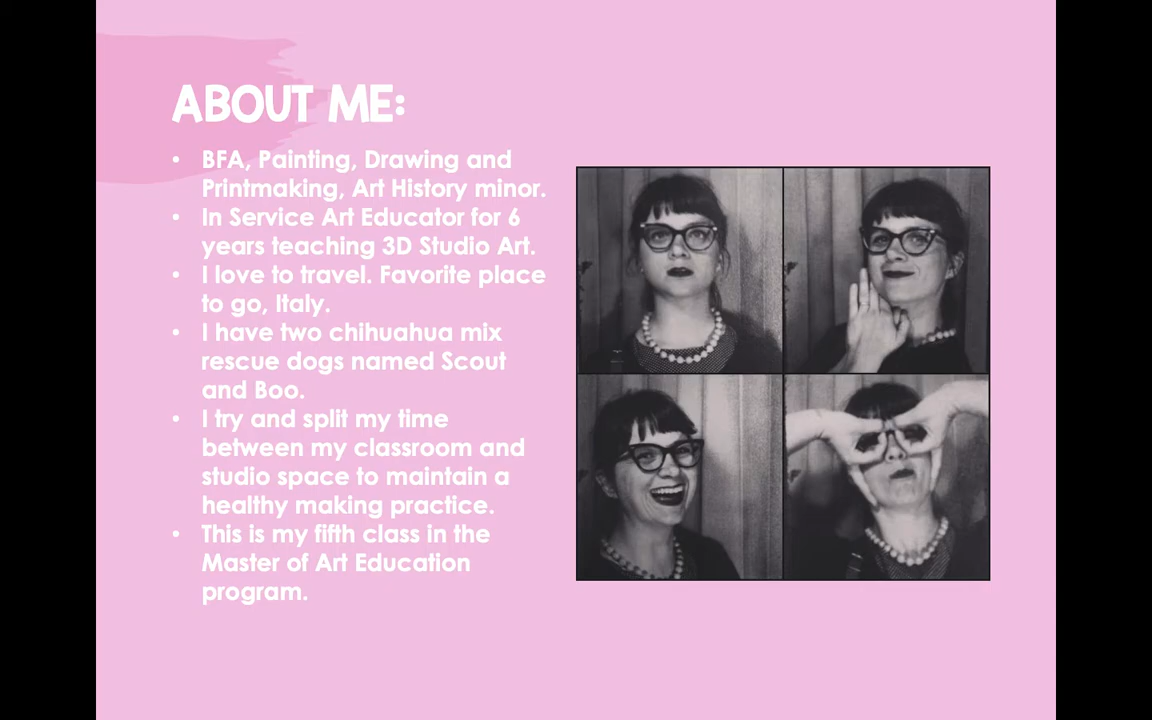 ABOUT ME:
• BFA, Painting, Drawing and
Printmaking, Art History minor.
• In Service Art Educator for 6
years teaching 3D Studio Art.
• I love to travel. Favorite place
to go, Italy.
• I have two chihuahua mix
rescue dogs named Scout
and Boo.
• I try and split my time
between my classroom and
studio space to maintain a
healthy making practice.
• This is my fifth class in the
Master of Art Education
program.